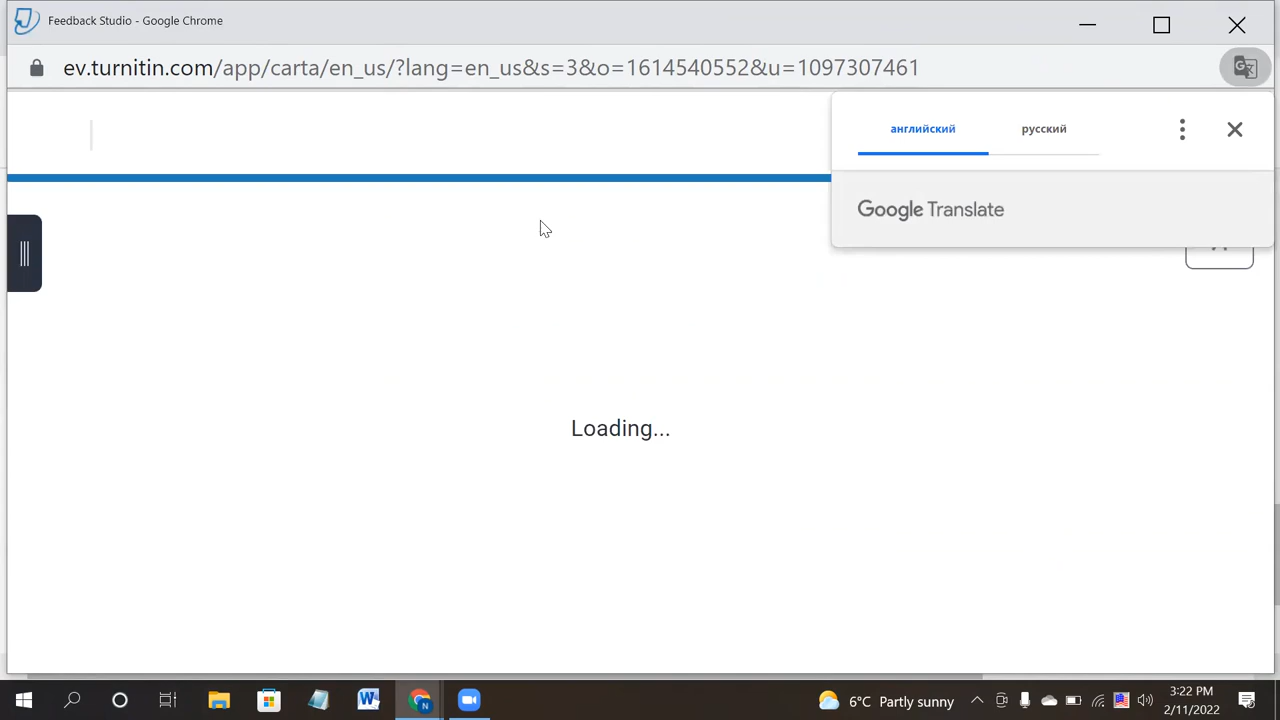 Feedback Studio - Google Chrome
ev.turnitin.com/app/carta/en_us/?lang=en_us&s=3&o=1614540552&u=1097307461
английский русский
Google Translate
Loading...
6°C Partly sunny
3:22 PM
2/11/2022